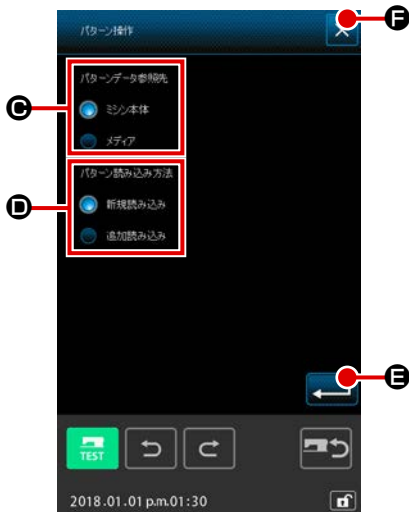 パターン操作
F
パターンデータ参照先
C
ミシン本体
メディア
パターン読み込み方法
D
新規読み込み
追加読み込み
E
TEST
2018.01.01 p.m.01:30